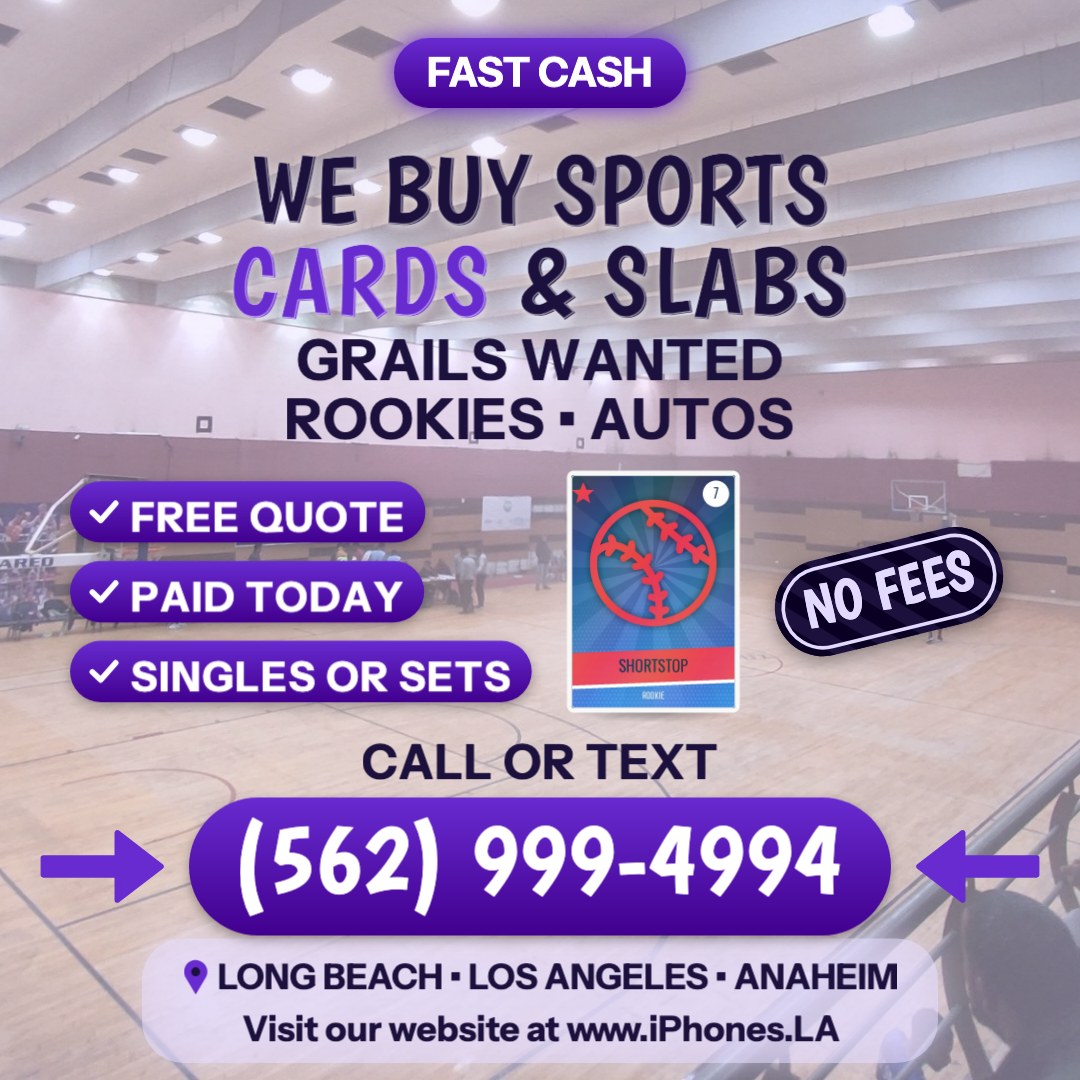 FAST CASH
WE BUY SPORTS
CARDS & SLABS
GRAILS WANTED
ROOKIES ▪ AUTOS
✓ FREE QUOTE
✓ PAID TODAY
✓ SINGLES OR SETS
7
SHORTSTOP
ROOKIE
NO FEES
ARED
CALL OR TEXT
(562) 999-4994
LONG BEACH ▪ LOS ANGELES ▪ ANAHEIM
Visit our website at www.iPhones.LA